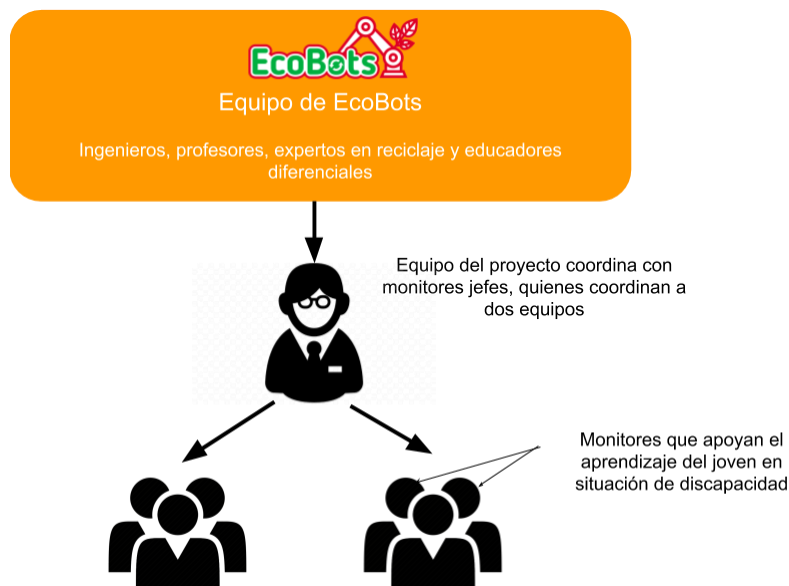 EcoBots
Equipo de EcoBots
Ingenieros, profesores, expertos en reciclaje y educadores
diferenciales
Equipo del proyecto coordina con
monitores jefes, quienes coordinan a
dos equipos
Monitores que apoyan el
aprendizaje del joven en
situación de discapacidad